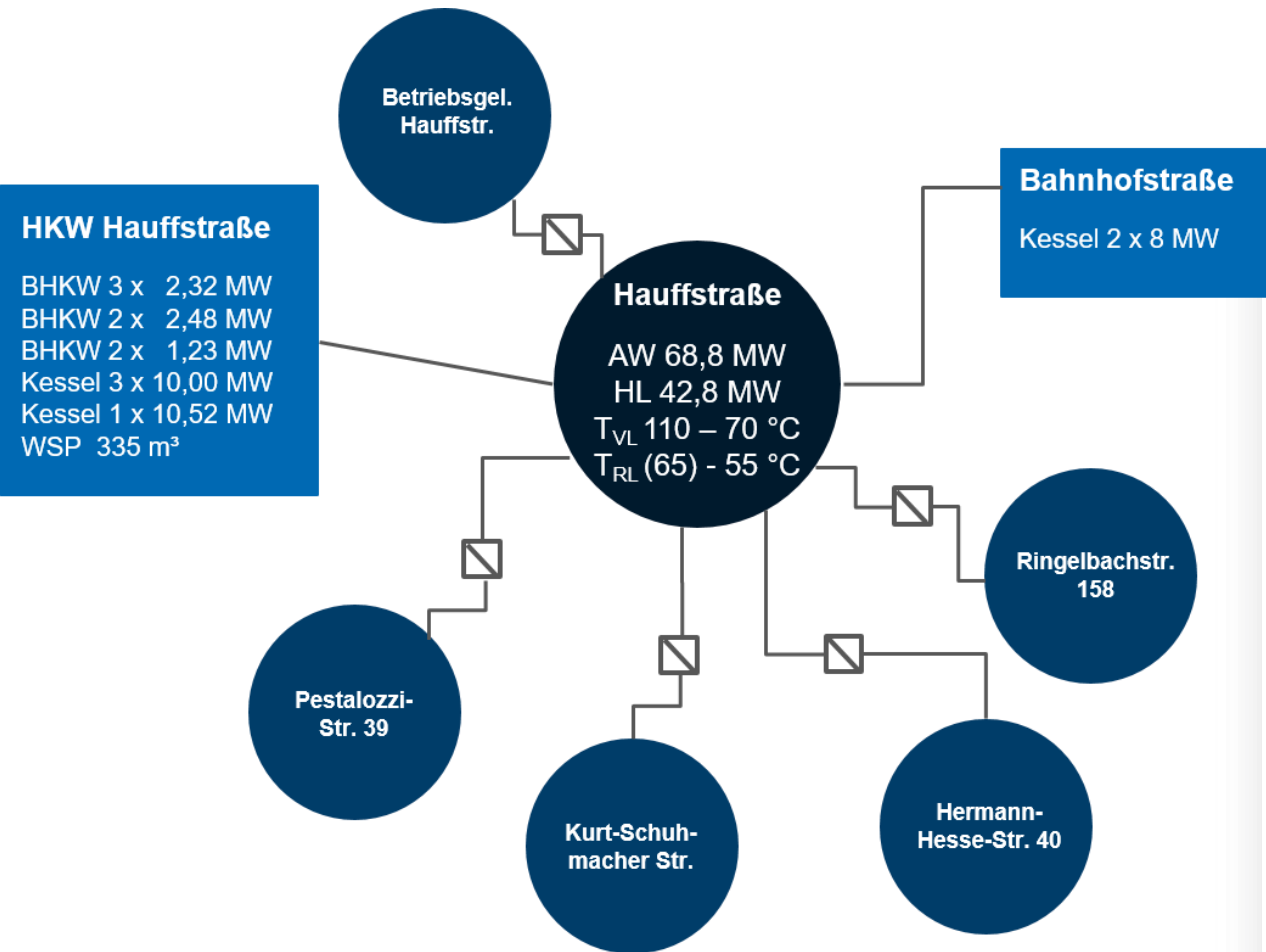 Betriebsgel.
Hauffstr.
HKW Hauffstraße
BHKW 3 x 2,32 MW
BHKW 2 x 2,48 MW
BHKW 2 x 1,23 MW
Kessel 3 x 10,00 MW
Kessel 1 x 10,52 MW
WSP 335 m³
Bahnhofstraße
Kessel 2 x 8 MW
Hauffstraße
AW 68,8 MW
HL 42,8 MW
TVL 110 – 70 °C
TRL (65) - 55 °C
Ringelbachstr.
158
Pestalozzi-
Str. 39
Kurt-Schuh-
macher Str.
Hermann-
Hesse-Str. 40